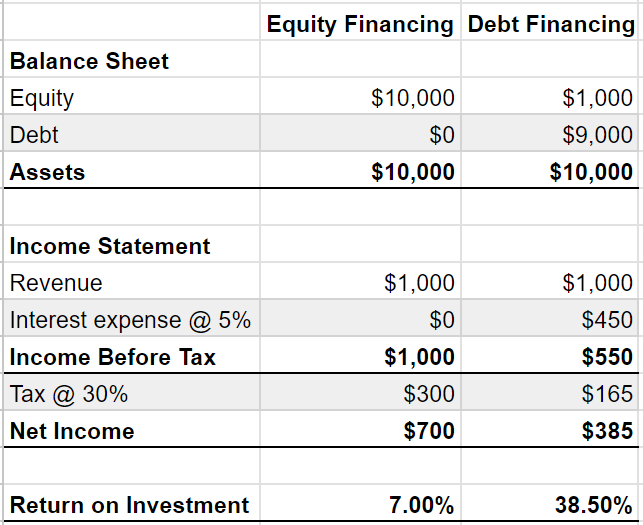 Equity Financing Debt Financing
Balance Sheet
Equity $10,000 $1,000
Debt $0 $9,000
Assets $10,000 $10,000
Income Statement
Revenue $1,000 $1,000
Interest expense @ 5% $0 $450
Income Before Tax $1,000 $550
Tax @ 30% $300 $165
Net Income $700 $385
Return on Investment 7.00% 38.50%